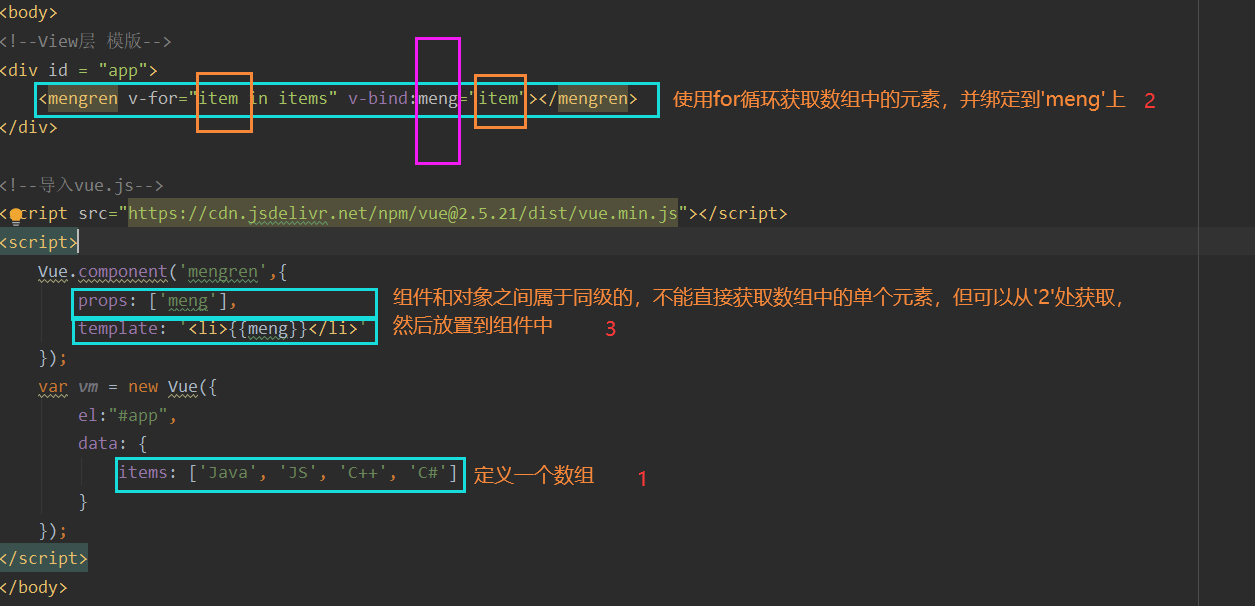 <body>
<!--View层 模版-->
<div id = "app">
<mengren v-for="item in items" v-bind:meng="item"></mengren> 使用for循环获取数组中的元素，并绑定到'meng'上 2
</div>
<!--导入vue.js-->
<script src="https://cdn.jsdelivr.net/npm/vue@2.5.21/dist/vue.min.js"></script>
<script>
Vue.component('mengren',{
props: ['meng'], 组件和对象之间属于同级的，不能直接获取数组中的单个元素，但可以从'2'处获取，
template: '<li>{{meng}}</li>' 然后放置到组件中 3
});
var vm = new Vue({
el:"#app",
data: {
items: ['Java', 'JS', 'C++', 'C#'] 定义一个数组 1
}
});
</script>
</body>